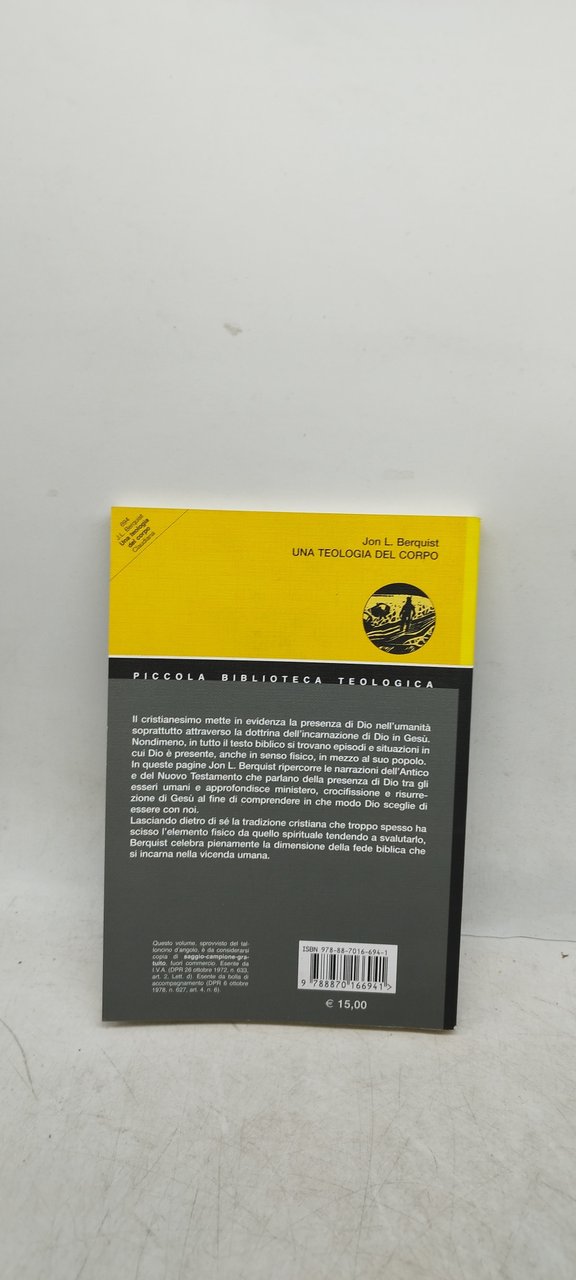 694
J.L. Berquist
Una teologia
del corpo
Claudiana
Jon L. Berquist
UNA TEOLOGIA DEL CORPO
PICCOLA BIBLIOTECA TEOLOGICA
Il cristianesimo mette in evidenza la presenza di Dio nell'umanità
soprattutto attraverso la dottrina dell'incarnazione di Dio in Gesù.
Nondimeno, in tutto il testo biblico si trovano episodi e situazioni in
cui Dio è presente, anche in senso fisico, in mezzo al suo popolo.
In queste pagine Jon L. Berquist ripercorre le narrazioni dell'Antico
e del Nuovo Testamento che parlano della presenza di Dio tra gli
esseri umani e approfondisce ministero, crocifissione e risurre-
zione di Gesù al fine di comprendere in che modo Dio sceglie di
essere con noi.
Lasciando dietro di sé la tradizione cristiana che troppo spesso ha
scisso l'elemento fisico da quello spirituale tendendo a svalutarlo,
Berquist celebra pienamente la dimensione della fede biblica che
si incarna nella vicenda umana.
Questo volume, sprovvisto del tal-
loncino d'angolo, è da considerarsi
copia di saggio-campione-gra-
tuito, fuori commercio. Esente da
I.V.A. (DPR 26 ottobre 1972, n. 633,
art. 2, Lett. d). Esente da bolla di
accompagnamento (DPR 6 ottobre
1978, n. 627, art. 4, n. 6).
ISBN 978-88-7016-694-1
9 788870 166941 >
€ 15,00